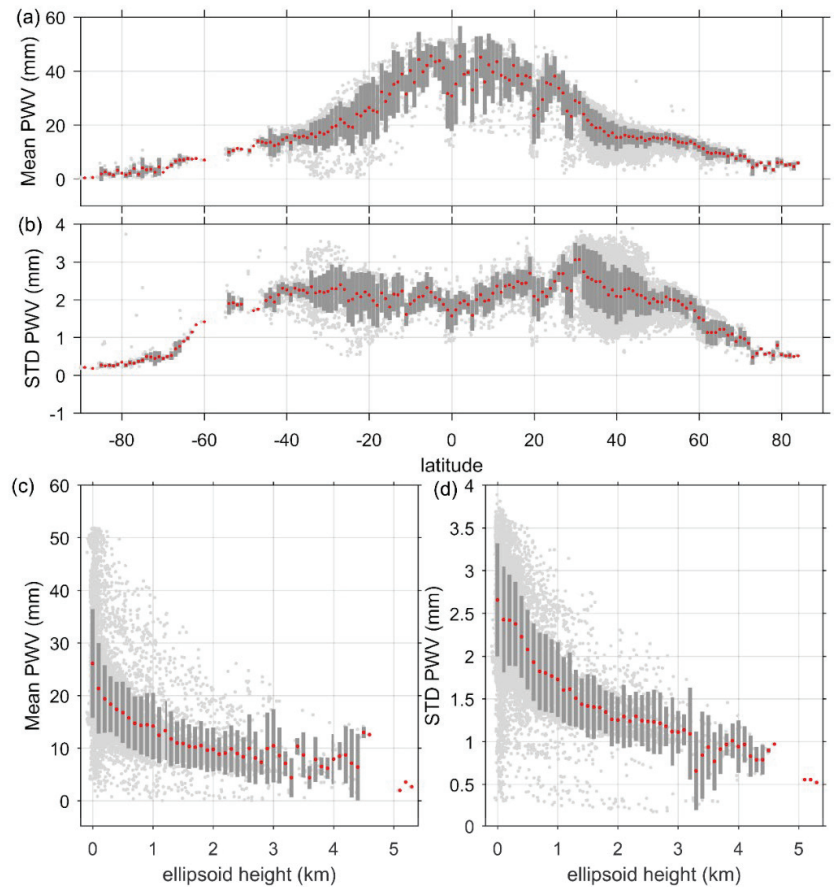 (a)
Mean PWV (mm)
60
40
20
0
(b)
STD PWV (mm)
4
3
2
1
0
-1
-80 -60 -40 -20 0 20 40 60 80
latitude
(c)
Mean PWV (mm)
60
50
40
30
20
10
0
0 1 2 3 4 5
ellipsoid height (km)
(d)
STD PWV (mm)
4
3.5
3
2.5
2
1.5
1
0.5
0
0 1 2 3 4 5
ellipsoid height (km)